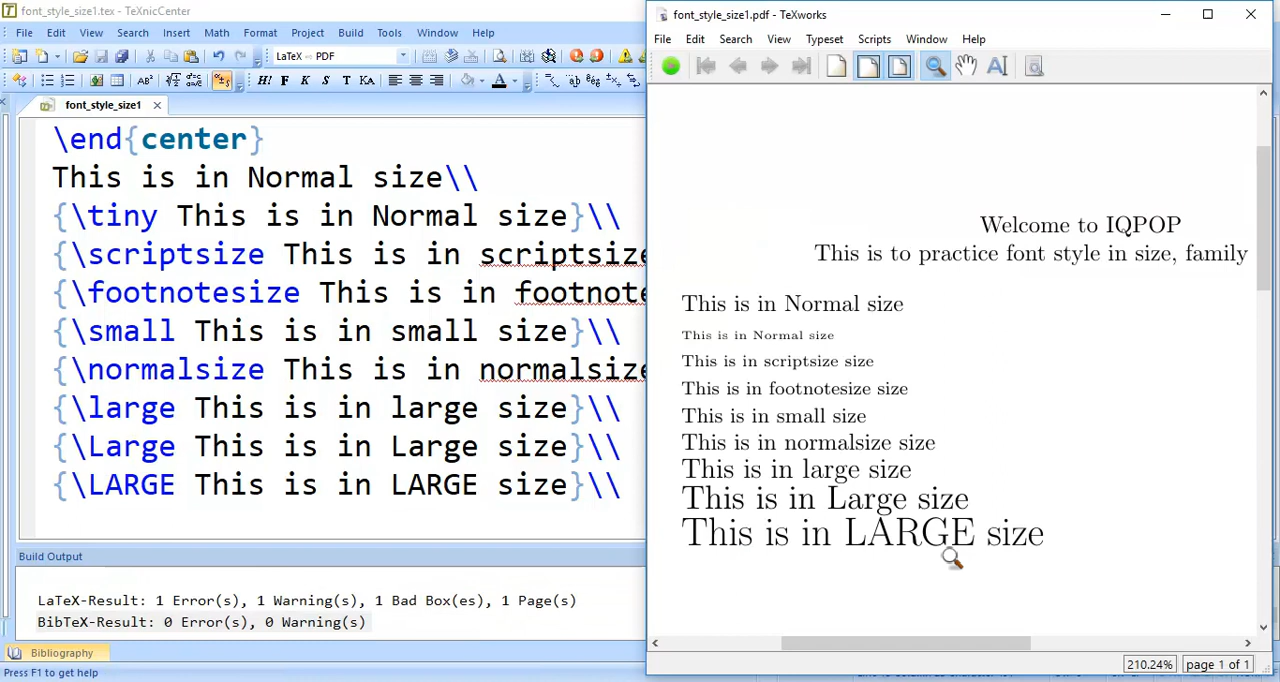 font_style_size1.tex - TeXnicCenter
File Edit View Search Insert Math Format Project Build Tools Window Help
LaTeX ⇨ PDF
font_style_size1
\end{center}
This is in Normal size\\
{\tiny This is in Normal size}\\
{\scriptsize This is in scriptsize
{\footnotesize This is in footnote
{\small This is in small size}\\
{\normalsize This is in normalsize
{\large This is in large size}\\
{\Large This is in Large size}\\
{\LARGE This is in LARGE size}\\
Build Output
LaTeX-Result: 1 Error(s), 1 Warning(s), 1 Bad Box(es), 1 Page(s)
BibTeX-Result: 0 Error(s), 0 Warning(s)
Bibliography
Press F1 to get help
font_style_size1.pdf - TeXworks
File Edit Search View Typeset Scripts Window Help
Welcome to IQPOP
This is to practice font style in size, family
This is in Normal size
This is in Normal size
This is in scriptsize size
This is in footnotesize size
This is in small size
This is in normalsize size
This is in large size
This is in Large size
This is in LARGE size
210.24% page 1 of 1